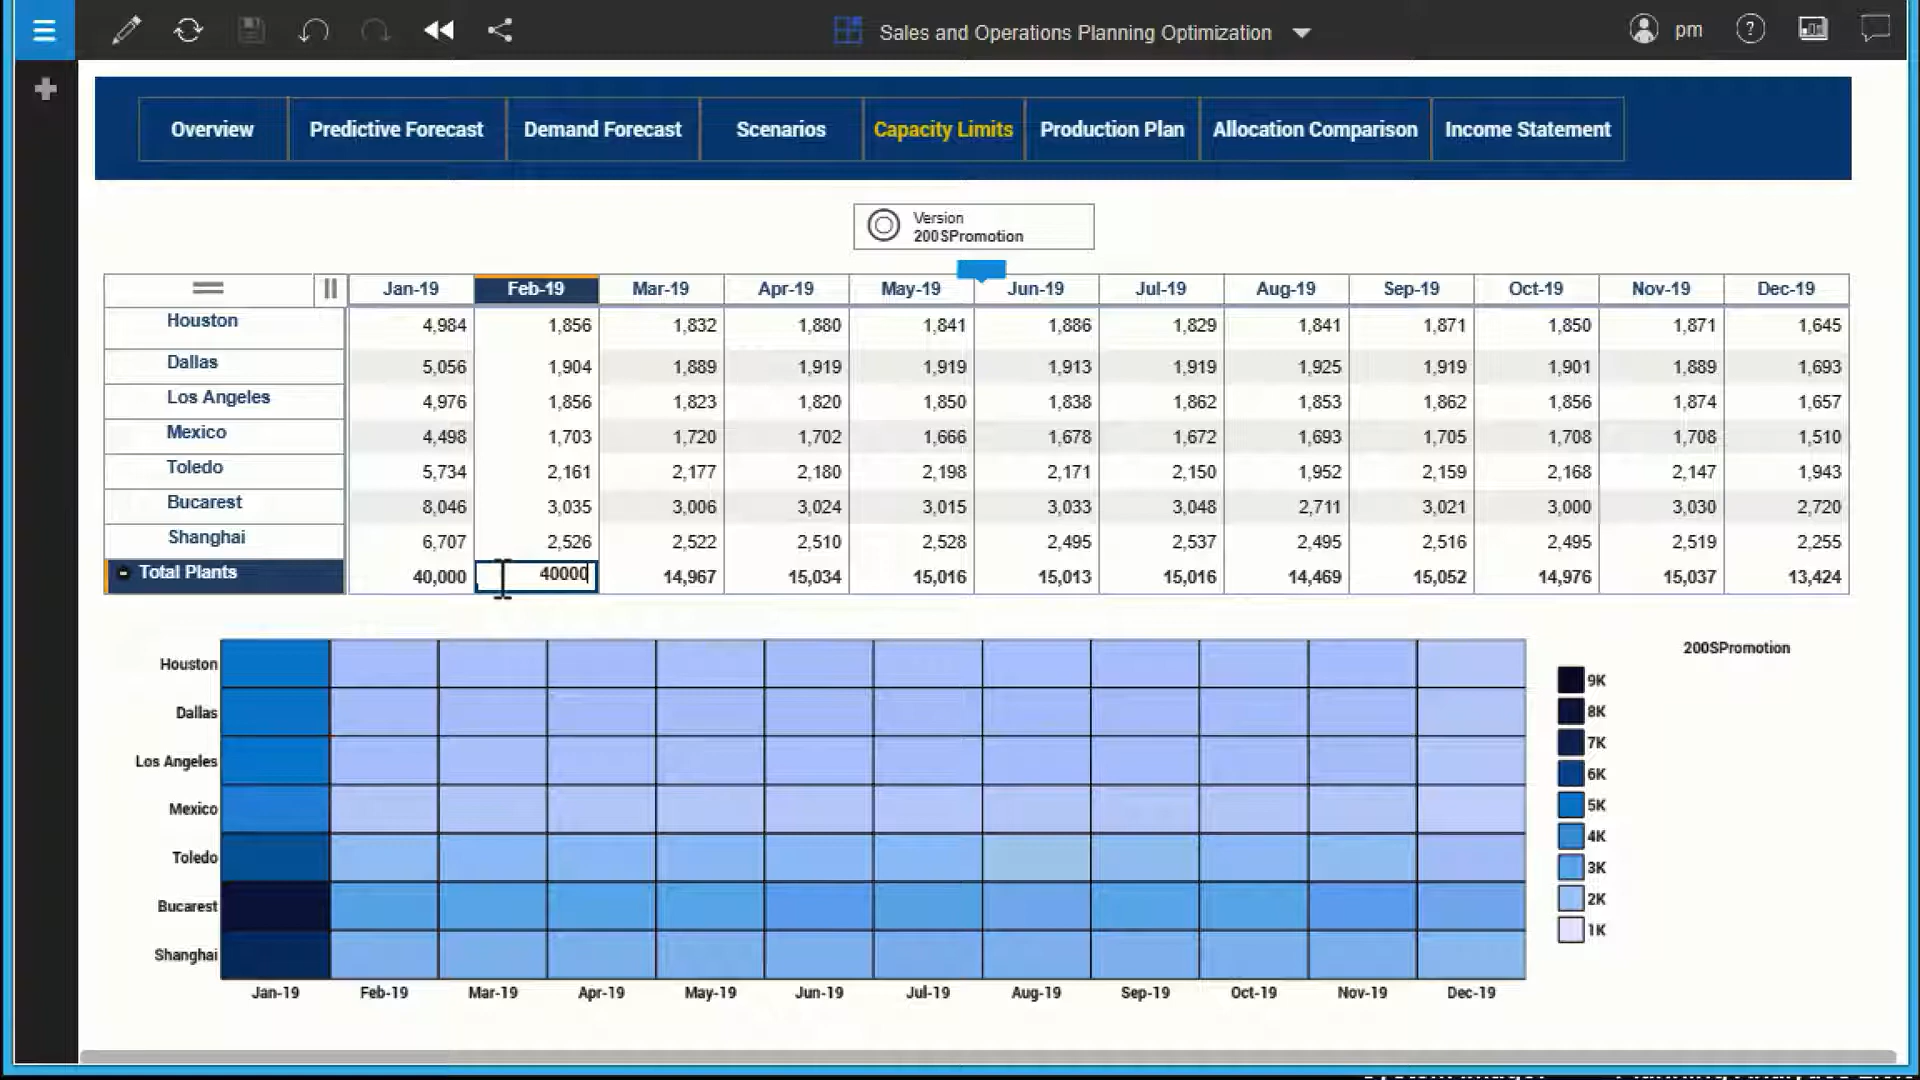 Sales and Operations Planning Optimization
pm
Overview Predictive Forecast Demand Forecast Scenarios Capacity Limits Production Plan Allocation Comparison Income Statement
Version
200SPromotion
Jan-19 Feb-19 Mar-19 Apr-19 May-19 Jun-19 Jul-19 Aug-19 Sep-19 Oct-19 Nov-19 Dec-19
Houston 4,984 1,856 1,832 1,880 1,841 1,886 1,829 1,841 1,871 1,850 1,871 1,645
Dallas 5,056 1,904 1,889 1,919 1,919 1,913 1,919 1,925 1,919 1,901 1,889 1,693
Los Angeles 4,976 1,856 1,823 1,820 1,850 1,838 1,862 1,853 1,862 1,856 1,874 1,657
Mexico 4,498 1,703 1,720 1,702 1,666 1,678 1,672 1,693 1,705 1,708 1,708 1,510
Toledo 5,734 2,161 2,177 2,180 2,198 2,171 2,150 1,952 2,159 2,168 2,147 1,943
Bucarest 8,046 3,035 3,006 3,024 3,015 3,033 3,048 2,711 3,021 3,000 3,030 2,720
Shanghai 6,707 2,526 2,522 2,510 2,528 2,495 2,537 2,495 2,516 2,495 2,519 2,255
Total Plants 40,000 40000 14,967 15,034 15,016 15,013 15,016 14,469 15,052 14,976 15,037 13,424
200SPromotion
Houston
Dallas
Los Angeles
Mexico
Toledo
Bucarest
Shanghai
9K
8K
7K
6K
5K
4K
3K
2K
1K
Jan-19 Feb-19 Mar-19 Apr-19 May-19 Jun-19 Jul-19 Aug-19 Sep-19 Oct-19 Nov-19 Dec-19